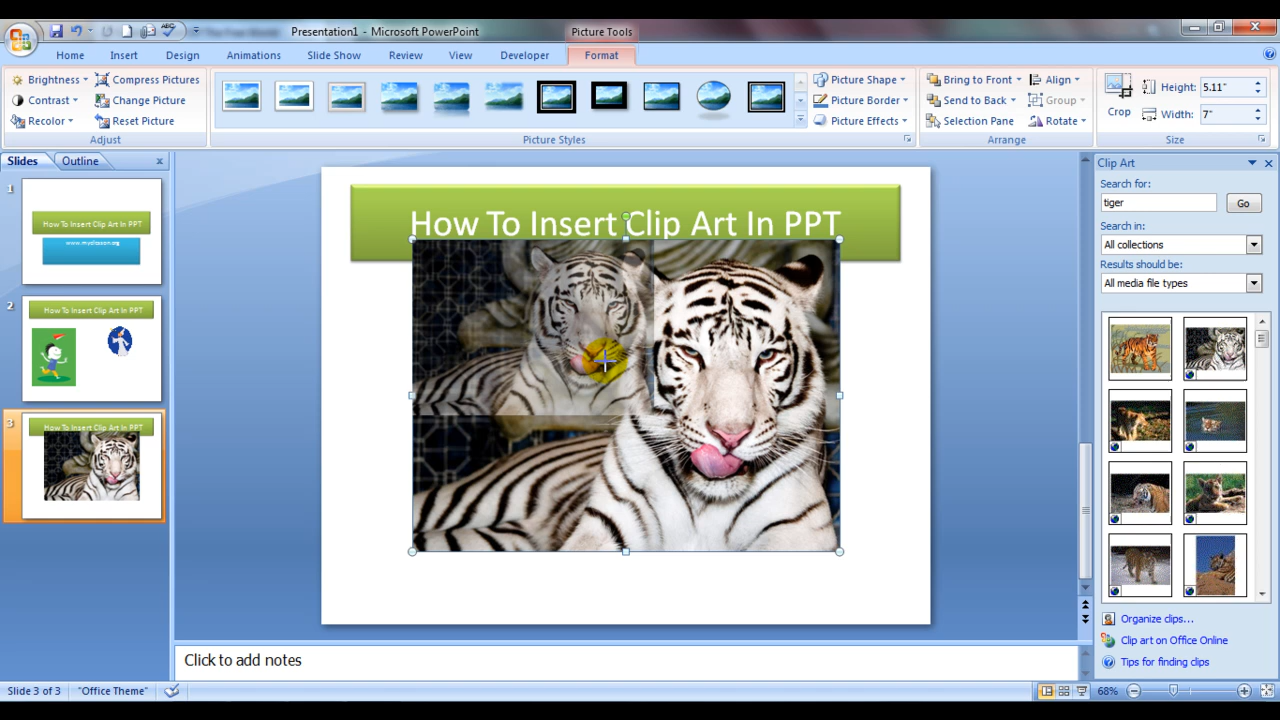 Presentation1 - Microsoft PowerPoint
Picture Tools
Home Insert Design Animations Slide Show Review View Developer Format
Brightness Compress Pictures
Contrast Change Picture
Recolor Reset Picture
Adjust
Picture Styles
Picture Shape
Picture Border
Picture Effects
Bring to Front Align
Send to Back Group
Selection Pane Rotate
Arrange
Crop
Height: 5.11"
Width: 7"
Size
Slides Outline
1
How To Insert Clip Art In PPT
2
How To Insert Clip Art In PPT
3
How To Insert Clip Art In PPT
How To Insert Clip Art In PPT
Click to add notes
Clip Art
Search for:
tiger Go
Search in:
All collections
Results should be:
All media file types
Organize clips...
Clip art on Office Online
Tips for finding clips
Slide 3 of 3 "Office Theme" 68%